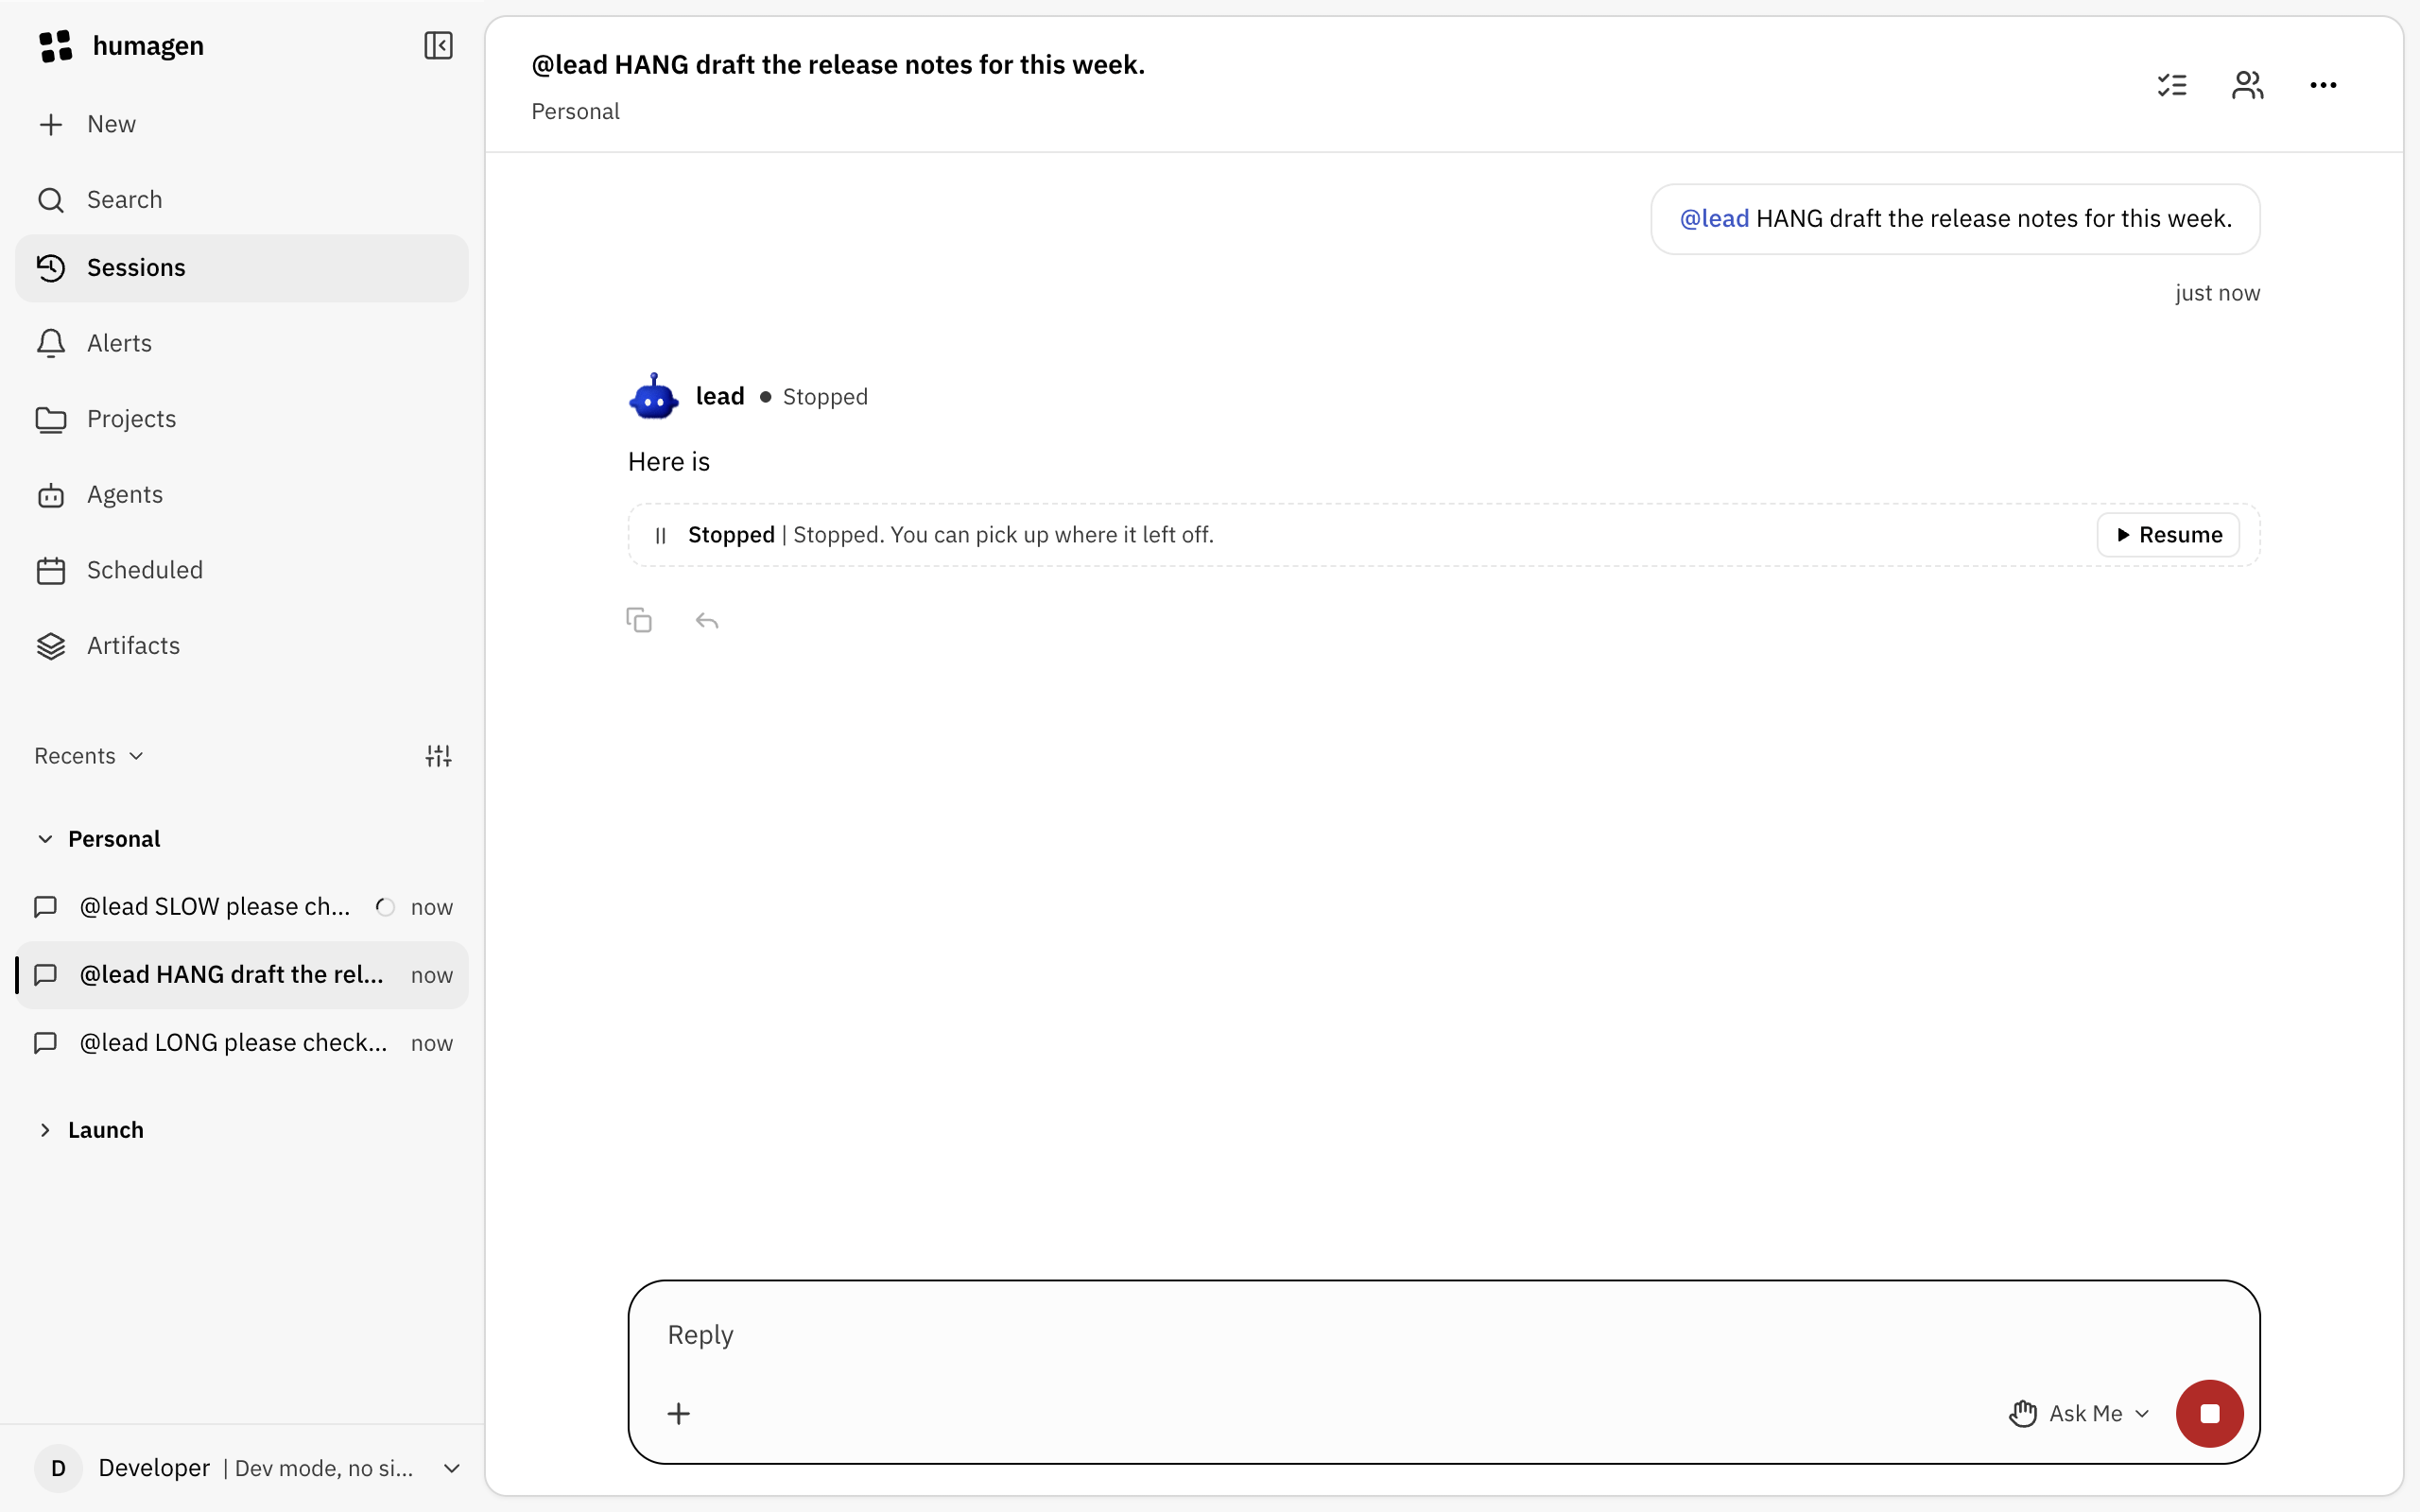 humagen
New
Search
Sessions
Alerts
Projects
Agents
Scheduled
Artifacts
Recents
Personal
@lead SLOW please ch... now
@lead HANG draft the rel... now
@lead LONG please check... now
Launch
D Developer | Dev mode, no si...
@lead HANG draft the release notes for this week.
Personal
@lead HANG draft the release notes for this week.
just now
lead Stopped
Here is
Stopped | Stopped. You can pick up where it left off. Resume
Reply
Ask Me